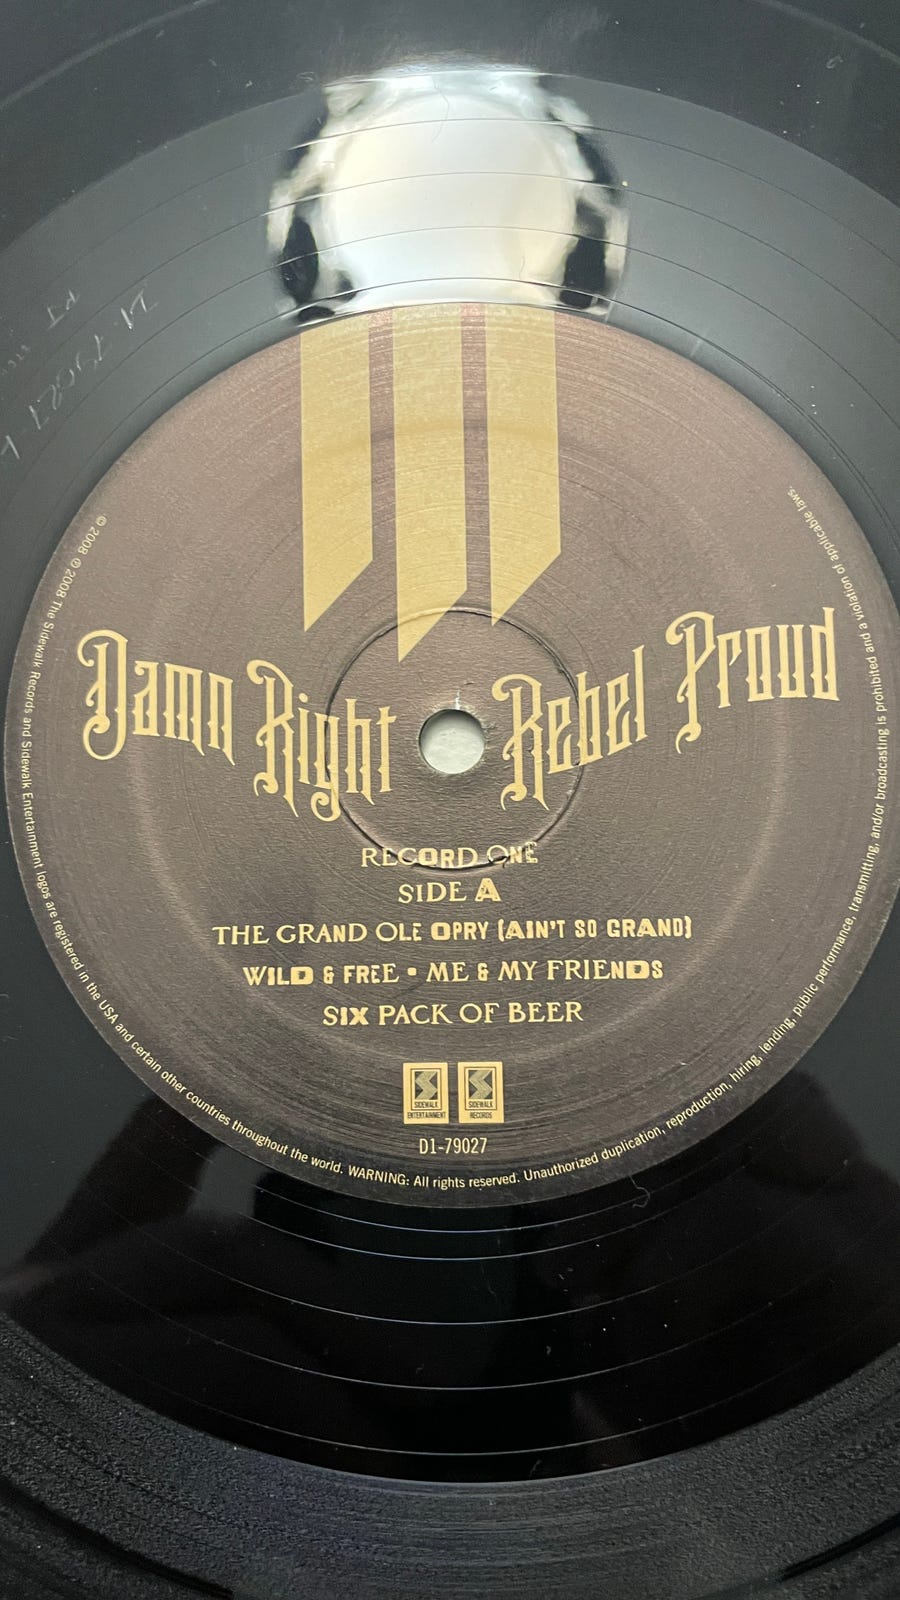 Damn Right Rebel Proud
RECORD ONE
SIDE A
THE GRAND OLE OPRY (AIN'T SO GRAND)
WILD & FREE • ME & MY FRIENDS
SIX PACK OF BEER
SIDEWALK ENTERTAINMENT
SIDEWALK RECORDS
D1-79027
© 2008 ℗ 2008 The Sidewalk Records and Sidewalk Entertainment logos are registered in the USA and certain other countries throughout the world. WARNING: All rights reserved. Unauthorized duplication, reproduction, hiring, lending, public performance, transmitting, and/or broadcasting is prohibited and a violation of applicable laws.